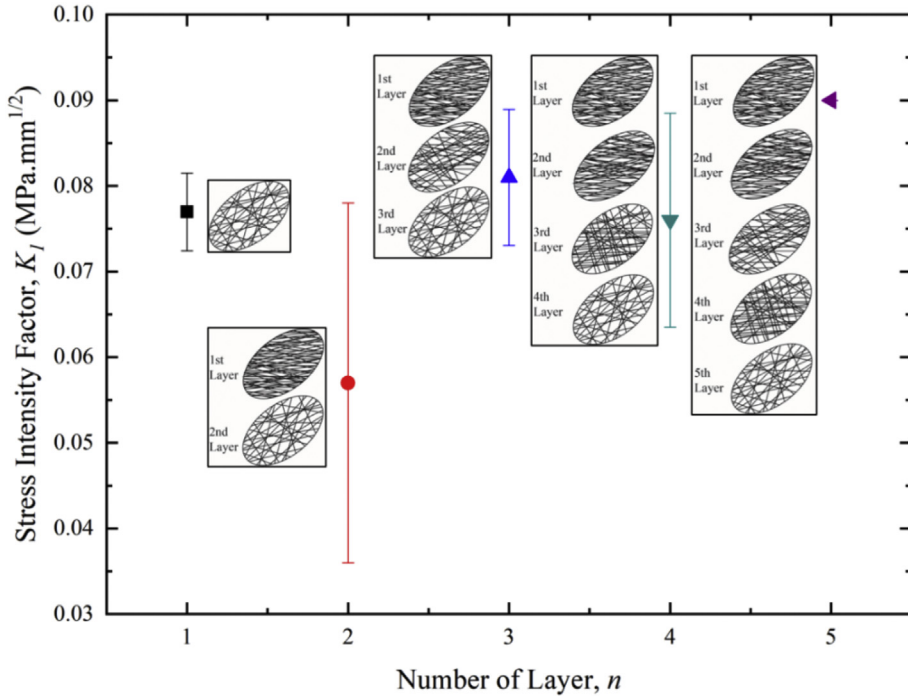 0.10
0.09
0.08
0.07
0.06
0.05
0.04
0.03
Stress Intensity Factor, K_I (MPa.mm^1/2)
1st
Layer
2nd
Layer
1st
Layer
2nd
Layer
3rd
Layer
1st
Layer
2nd
Layer
3rd
Layer
4th
Layer
1st
Layer
2nd
Layer
3rd
Layer
4th
Layer
5th
Layer
1 2 3 4 5
Number of Layer, n